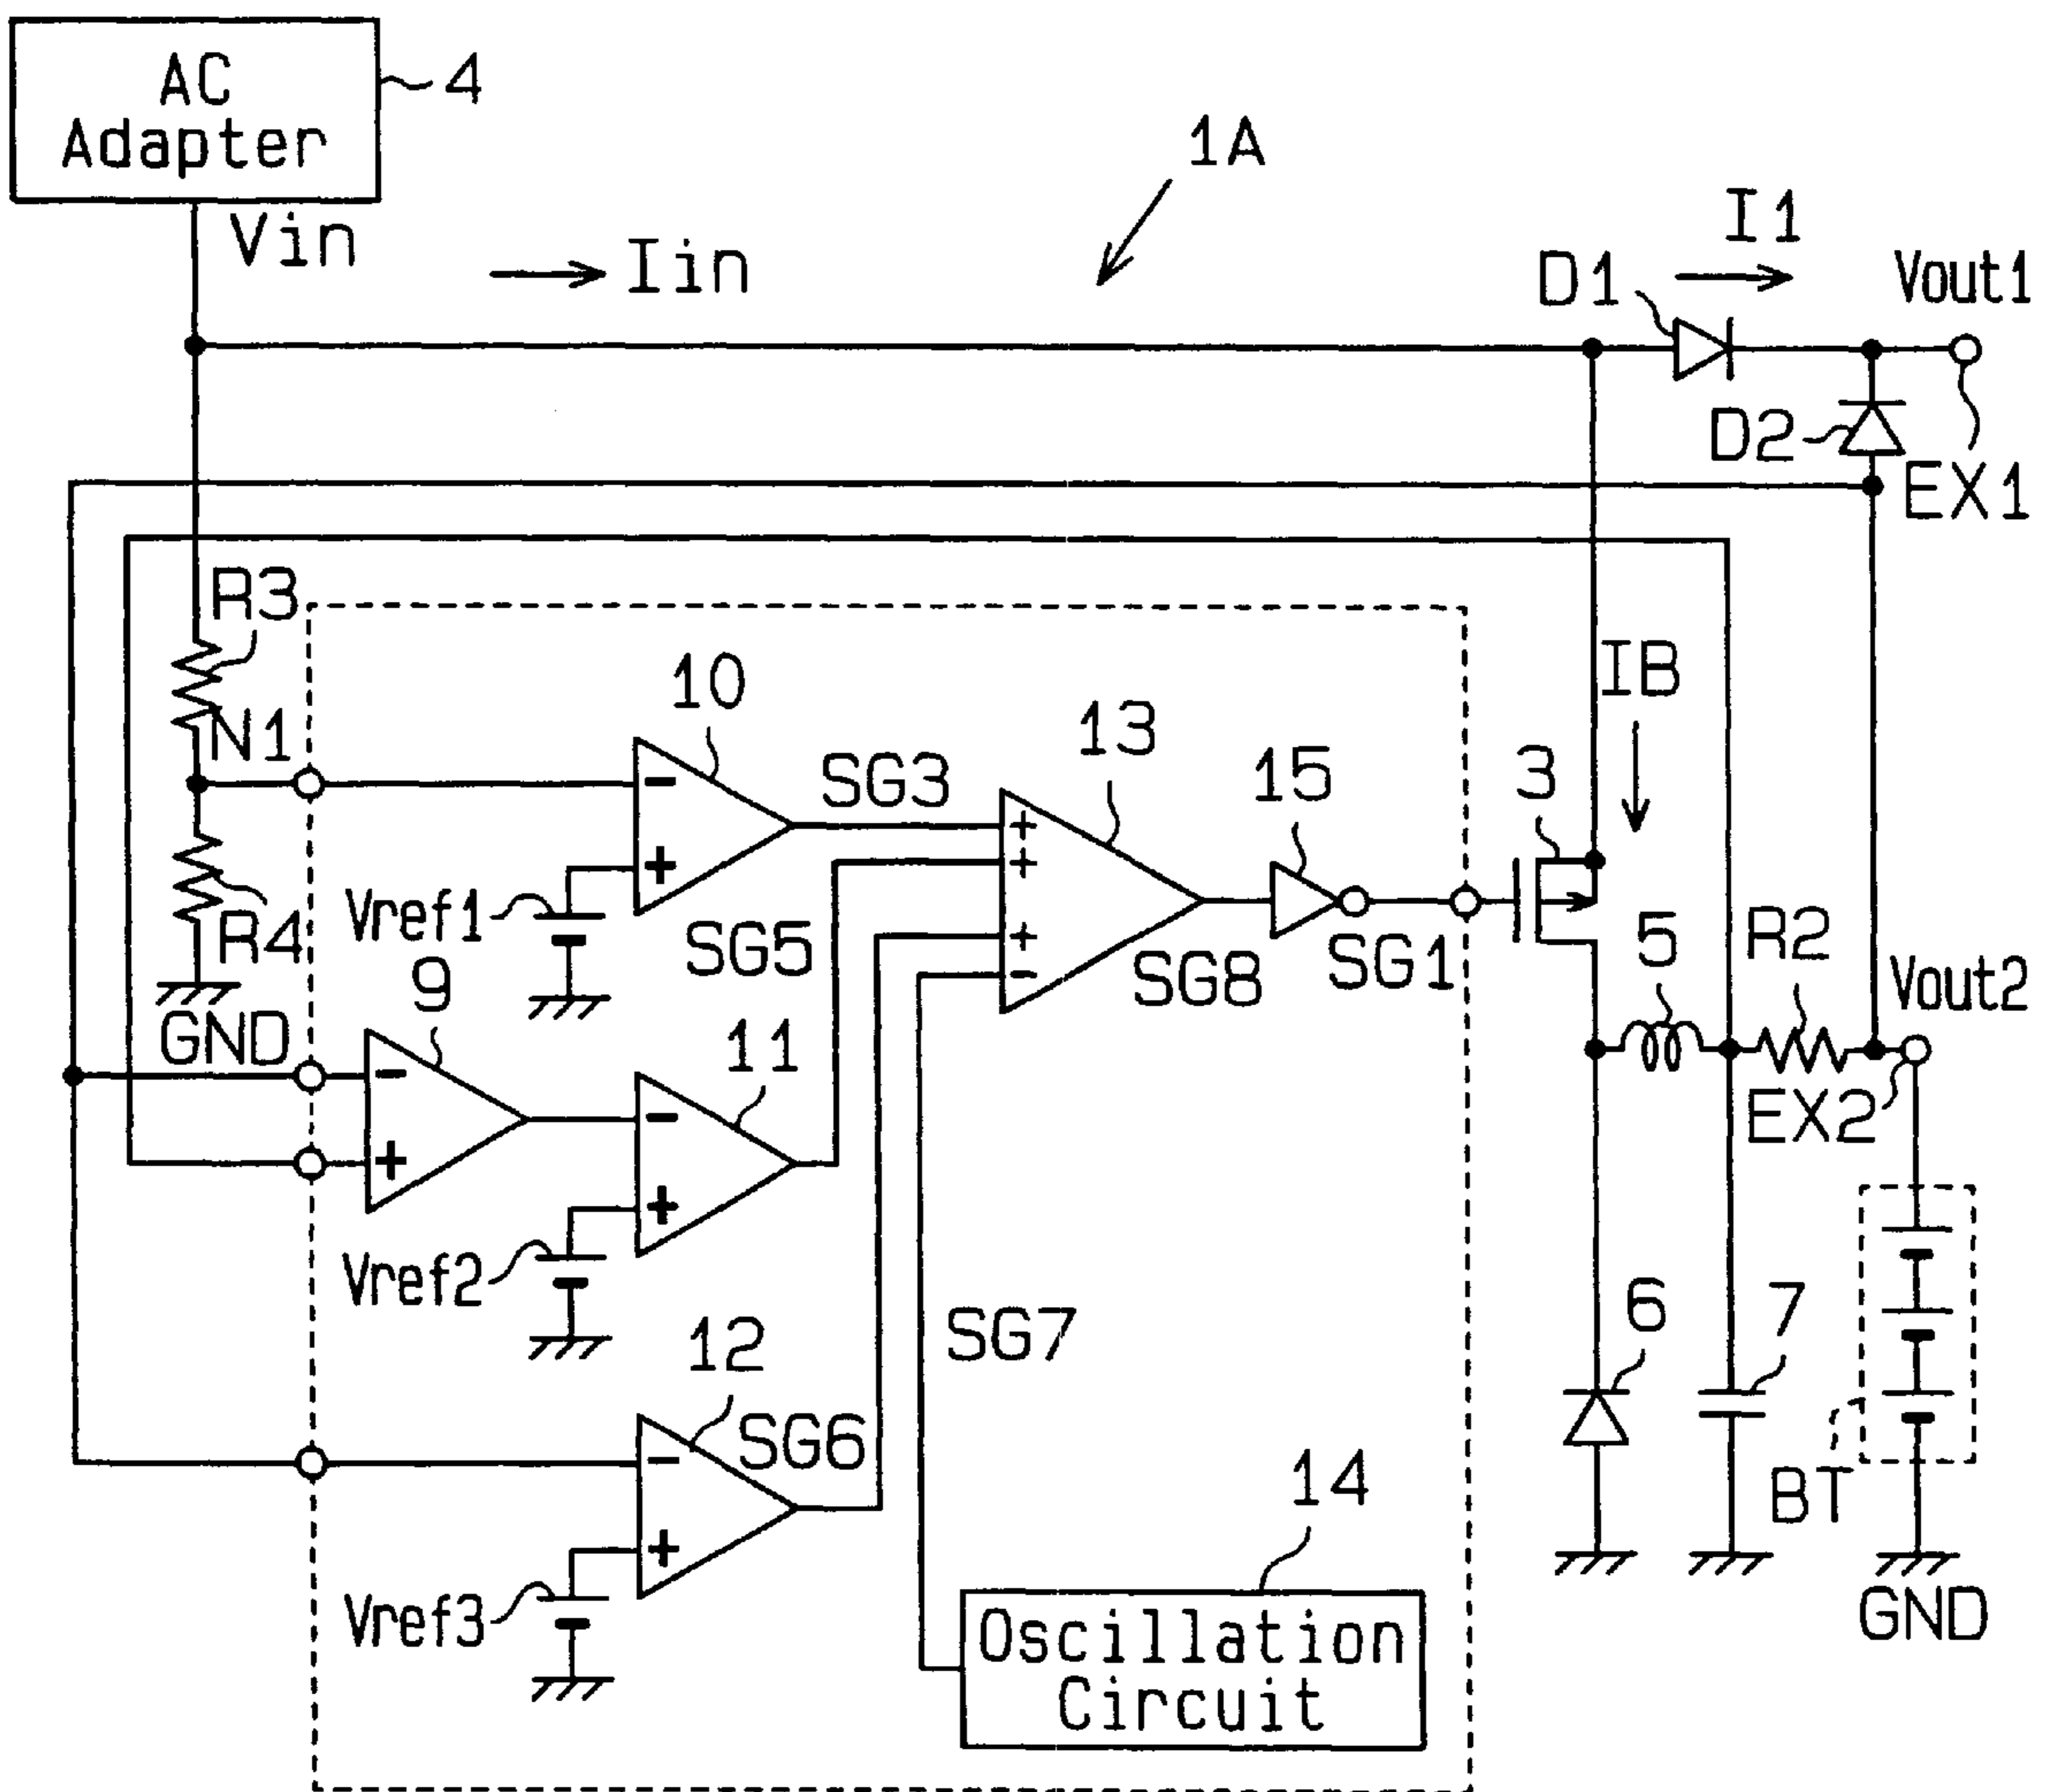 AC
Adapter
4
1A
Vin
Iin
I1
D1
Vout1
D2
EX1
R3
N1
10
IB
13
SG3
15
3
Vref1
R4
SG5
SG8
SG1
5
R2
Vout2
9
GND
11
EX2
Vref2
6
7
12
SG7
SG6
14
BT
Vref3
Oscillation
Circuit
GND
-
+
-
+
-
+
-
+
+
+
+
-